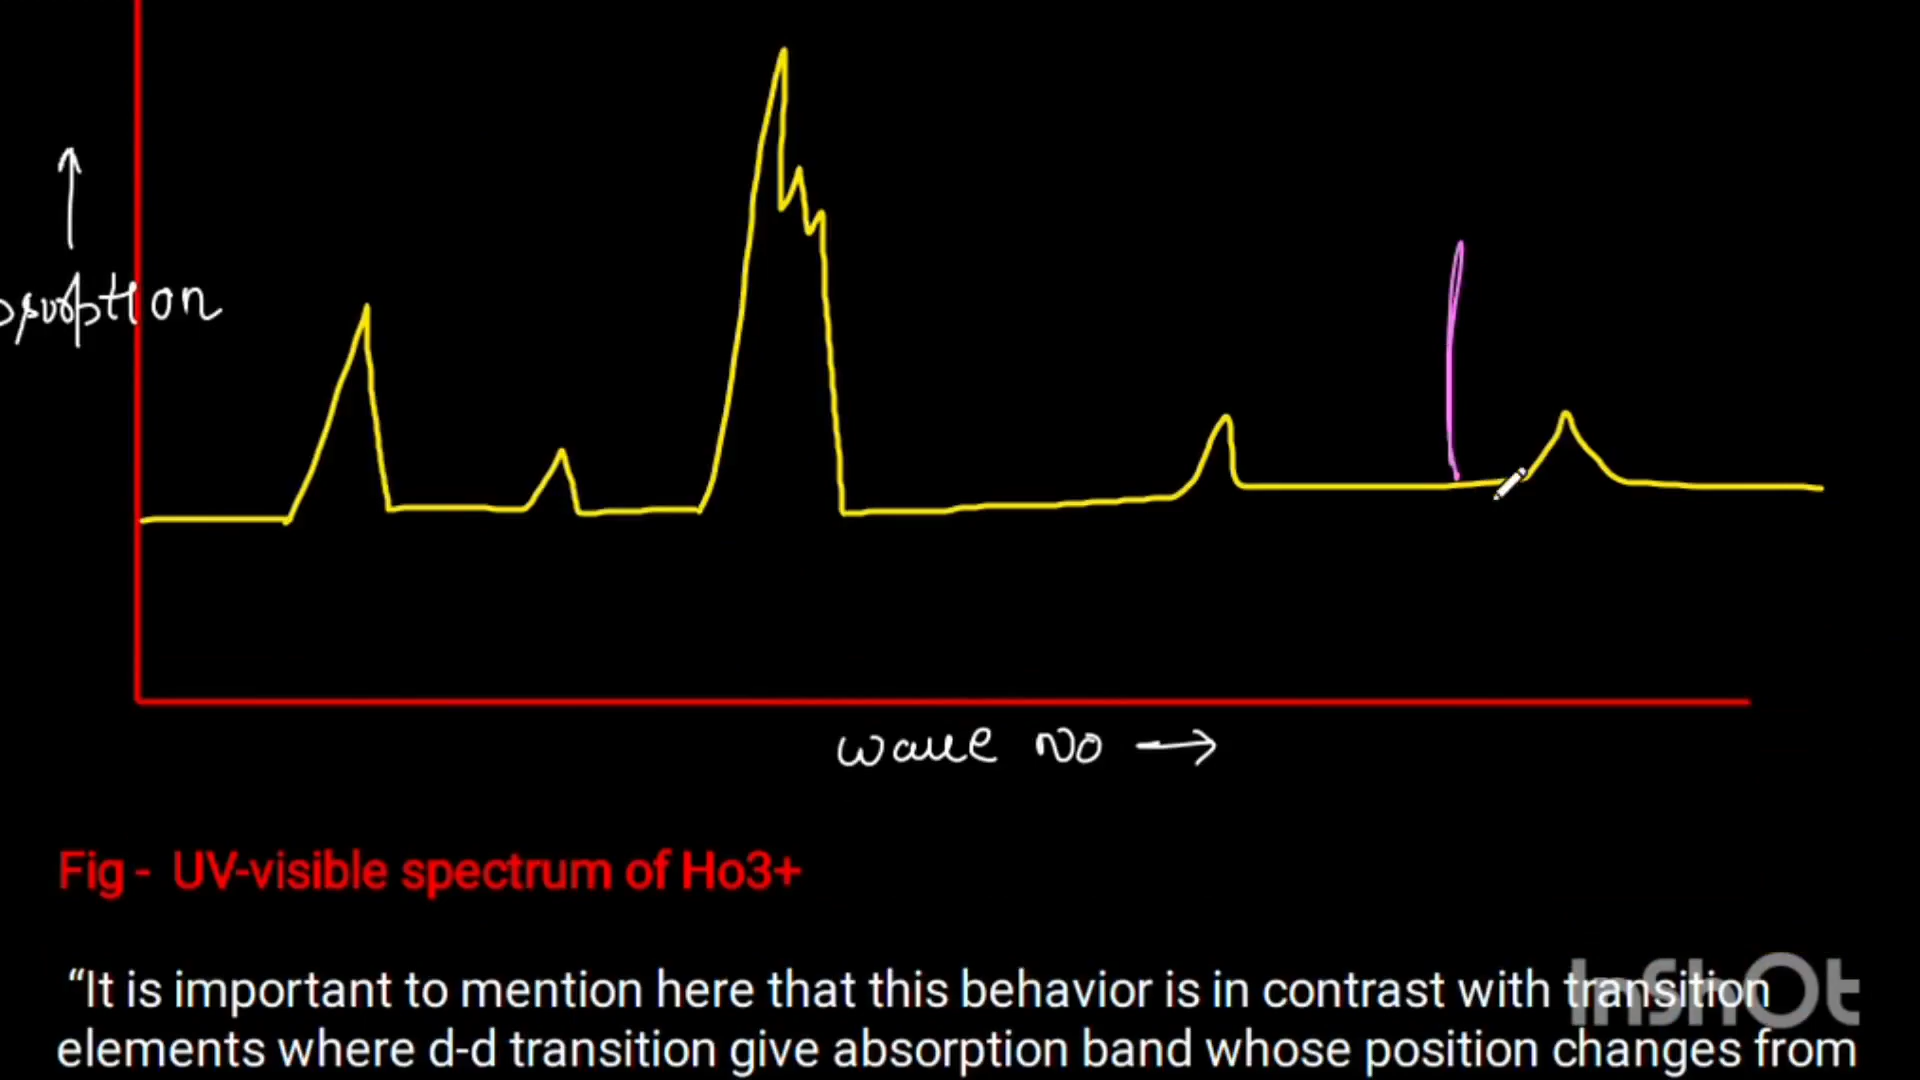 wave No
Fig - UV-visible spectrum of Ho3+
“It is important to mention here that this behavior is in contrast with transition
elements where d-d transition give absorption band whose position changes from
InShOt